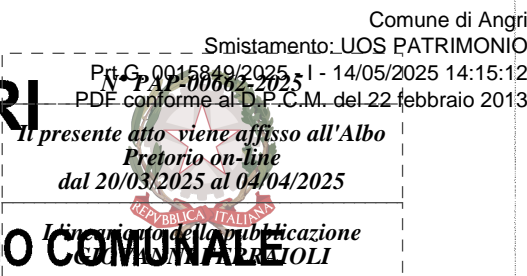 Comune di Angri
Smistamento: UOS PATRIMONIO
Prt.G. 0015849/2025 - I - 14/05/2025 14:15:12
N° PAP-00662-2025
PDF conforme al D.P.C.M. del 22 febbraio 2013
RI
Il presente atto viene affisso all'Albo
Pretorio on-line
dal 20/03/2025 al 04/04/2025
REPVBBLICA ITALIANA
L'incaricato della pubblicazione
O COMUNALE
GIOVANNI FERRAIOLI